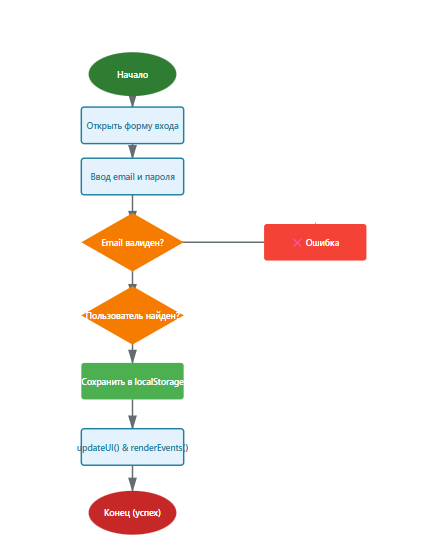 Начало
Открыть форму входа
Ввод email и пароля
Email валиден?
❌ Ошибка
Пользователь найден?
Сохранить в localStorage
updateUI() & renderEvents()
Конец (успех)